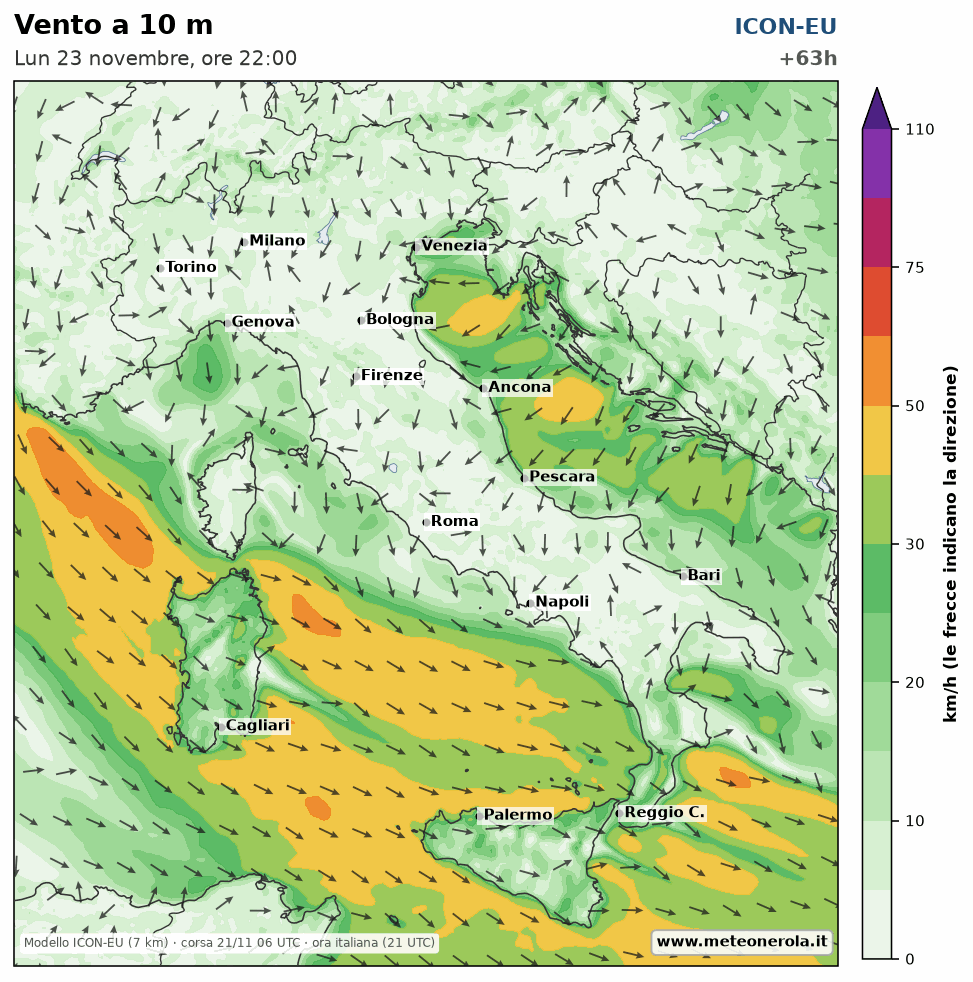 Vento a 10 m
ICON-EU
Lun 23 novembre, ore 22:00
+63h
110
75
50
30
20
10
0
km/h (le frecce indicano la direzione)
Venezia
Milano
Torino
Genova
Bologna
Firenze
Ancona
Pescara
Roma
Bari
Napoli
Cagliari
Palermo
Reggio C.
Modello ICON-EU (7 km) · corsa 21/11 06 UTC · ora italiana (21 UTC)
www.meteonerola.it